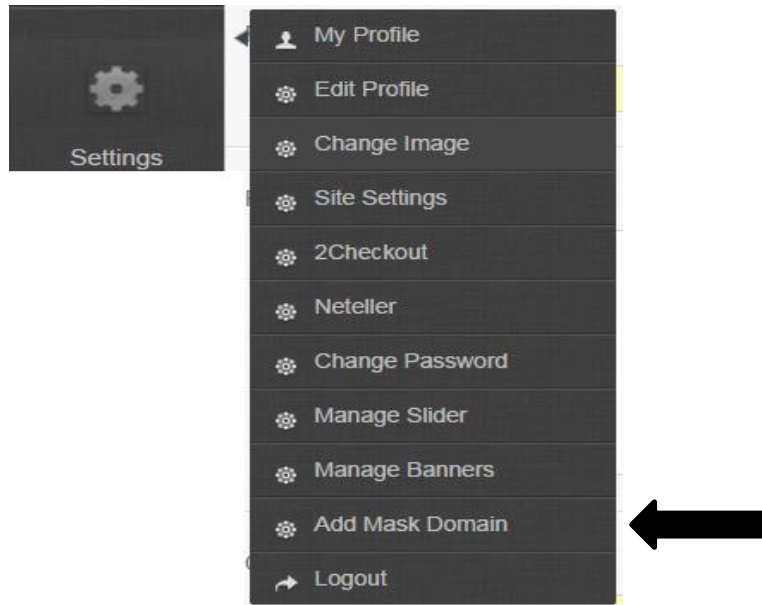 Settings
My Profile
Edit Profile
Change Image
Site Settings
2Checkout
Neteller
Change Password
Manage Slider
Manage Banners
Add Mask Domain
Logout